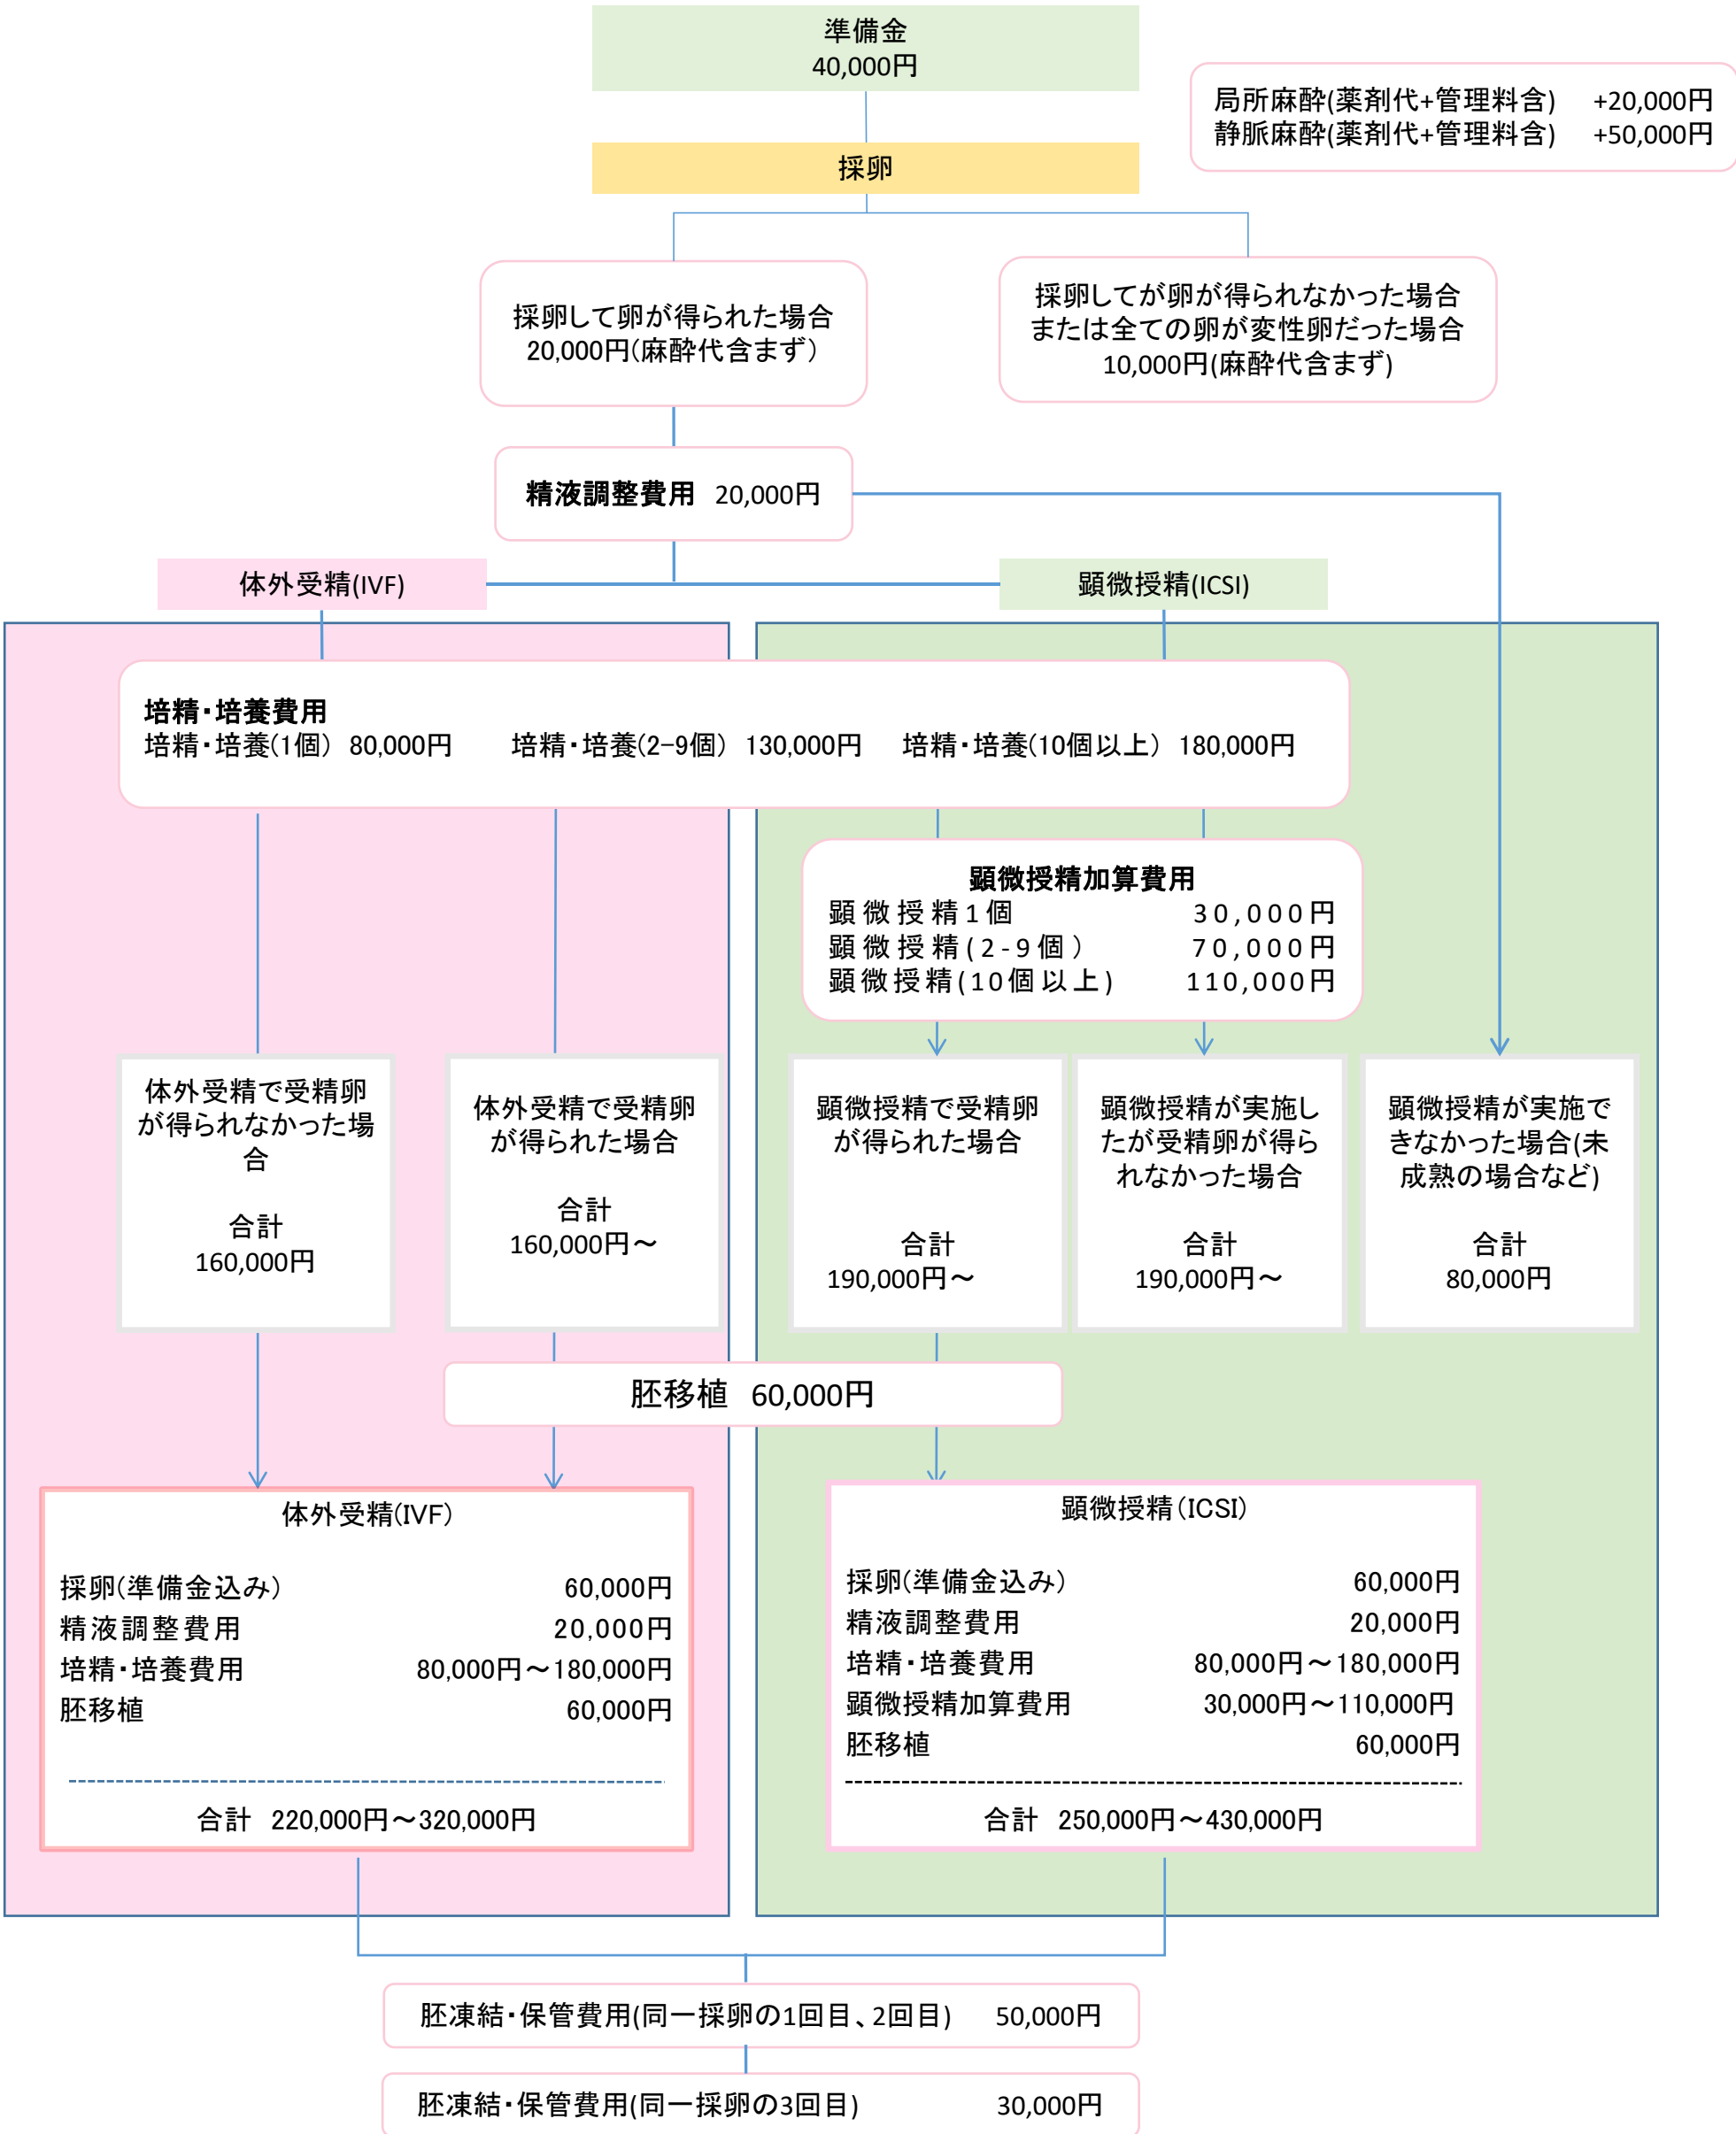 準備金
40,000円
局所麻酔(薬剤代+管理料含) +20,000円
静脈麻酔(薬剤代+管理料含) +50,000円
採卵
採卵して卵が得られた場合
20,000円(麻酔代含まず)
採卵してが卵が得られなかった場合
または全ての卵が変性卵だった場合
10,000円(麻酔代含まず)
精液調整費用 20,000円
体外受精(IVF)
顕微授精(ICSI)
培精・培養費用
培精・培養(1個) 80,000円 培精・培養(2-9個) 130,000円 培精・培養(10個以上) 180,000円
顕微授精加算費用
顕微授精1個 30,000円
顕微授精(2-9個) 70,000円
顕微授精(10個以上) 110,000円
体外受精で受精卵
が得られなかった場
合
合計
160,000円
体外受精で受精卵
が得られた場合
合計
160,000円～
顕微授精で受精卵
が得られた場合
合計
190,000円～
顕微授精が実施し
たが受精卵が得ら
れなかった場合
合計
190,000円～
顕微授精が実施で
きなかった場合(未
成熟の場合など)
合計
80,000円
胚移植 60,000円
体外受精(IVF)
採卵(準備金込み) 60,000円
精液調整費用 20,000円
培精・培養費用 80,000円～180,000円
胚移植 60,000円
合計 220,000円～320,000円
顕微授精(ICSI)
採卵(準備金込み) 60,000円
精液調整費用 20,000円
培精・培養費用 80,000円～180,000円
顕微授精加算費用 30,000円～110,000円
胚移植 60,000円
合計 250,000円～430,000円
胚凍結・保管費用(同一採卵の1回目、2回目) 50,000円
胚凍結・保管費用(同一採卵の3回目) 30,000円